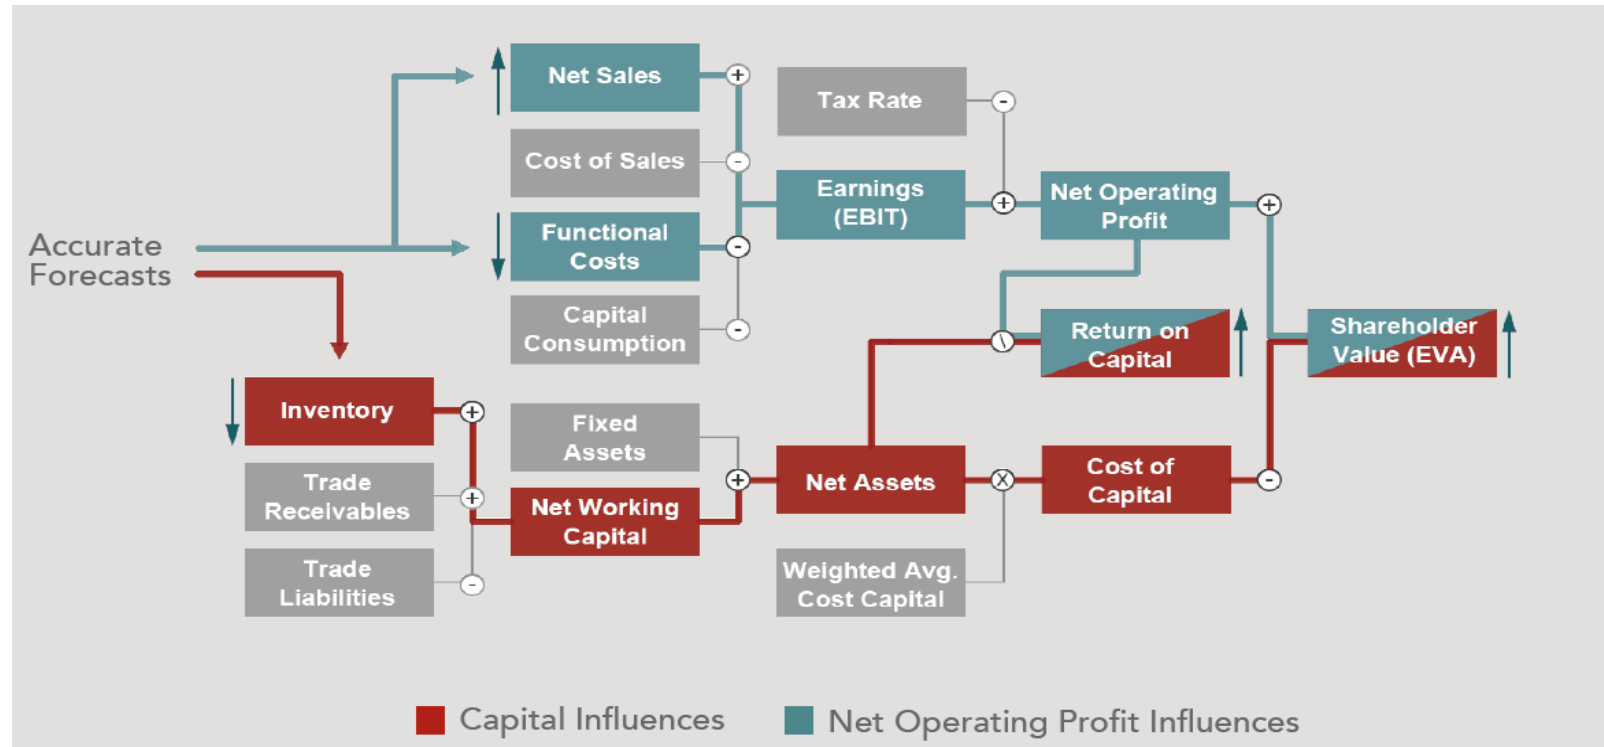 Net Sales
+
Tax Rate
-
Cost of Sales
-
Earnings
(EBIT)
+
Net Operating
Profit
+
Accurate
Forecasts
Functional
Costs
-
Capital
Consumption
-
\
Return on
Capital
Shareholder
Value (EVA)
Inventory
+
Fixed
Assets
Trade
Receivables
+
Net Working
Capital
+
Net Assets
X
Cost of
Capital
-
Trade
Liabilities
-
Weighted Avg.
Cost Capital
Capital Influences
Net Operating Profit Influences